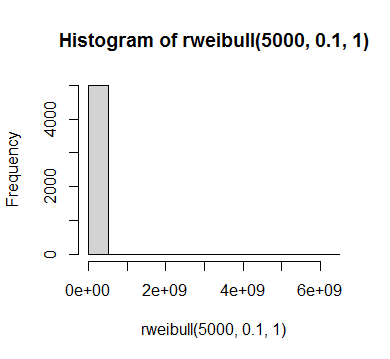 Histogram of rweibull(5000, 0.1, 1)
Frequency
4000
2000
0
0e+00 2e+09 4e+09 6e+09
rweibull(5000, 0.1, 1)